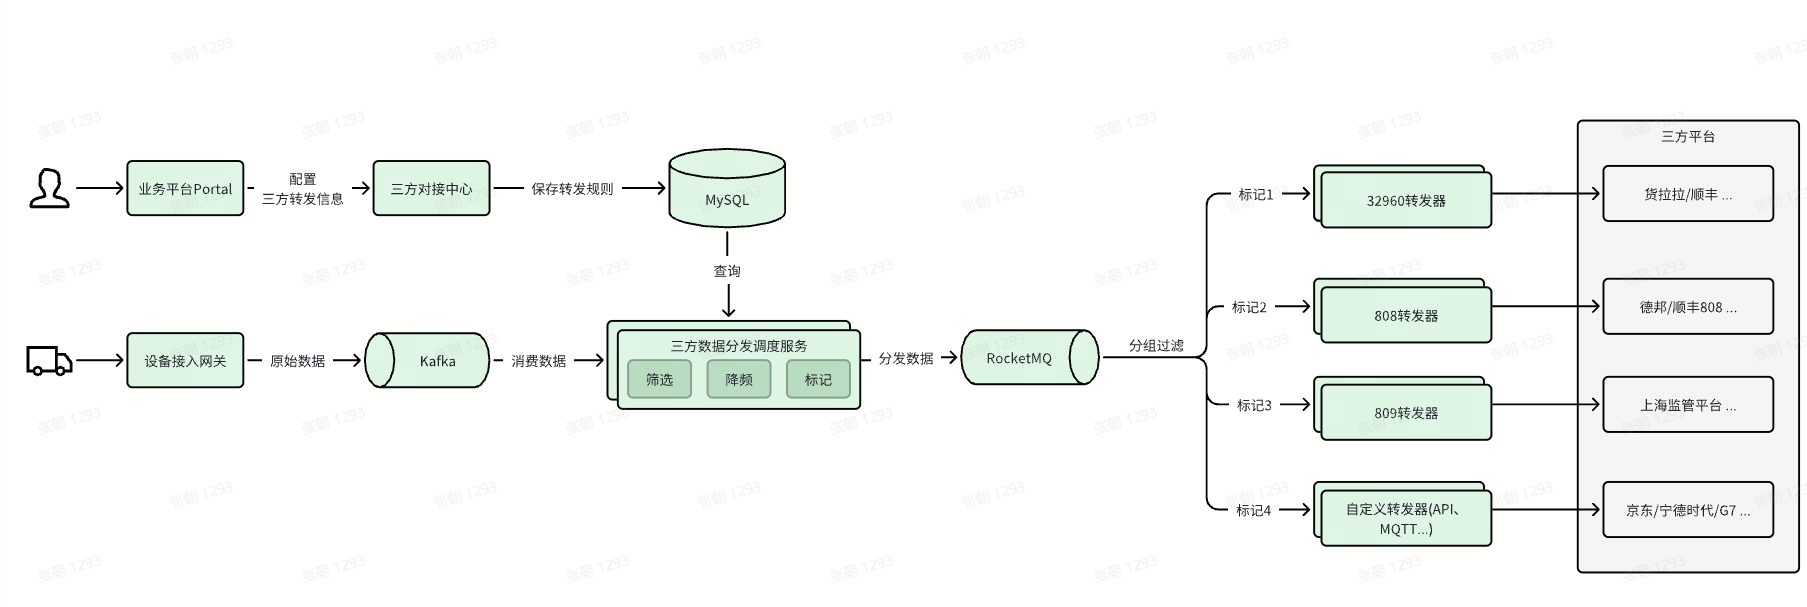 业务平台Portal
配置
三方转发信息
三方对接中心
保存转发规则
MySQL
查询
设备接入网关
原始数据
Kafka
消费数据
三方数据分发调度服务
筛选
降频
标记
分发数据
RocketMQ
分组过滤
标记1
32960转发器
标记2
808转发器
标记3
809转发器
标记4
自定义转发器(API、
MQTT...)
三方平台
货拉拉/顺丰 ...
德邦/顺丰808 ...
上海监管平台 ...
京东/宁德时代/G7 ...
张朝 1293